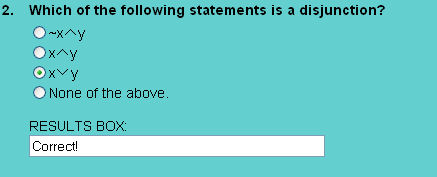 2. Which of the following statements is a disjunction?
~x^y
x^y
x˅y
None of the above.
RESULTS BOX:
Correct!